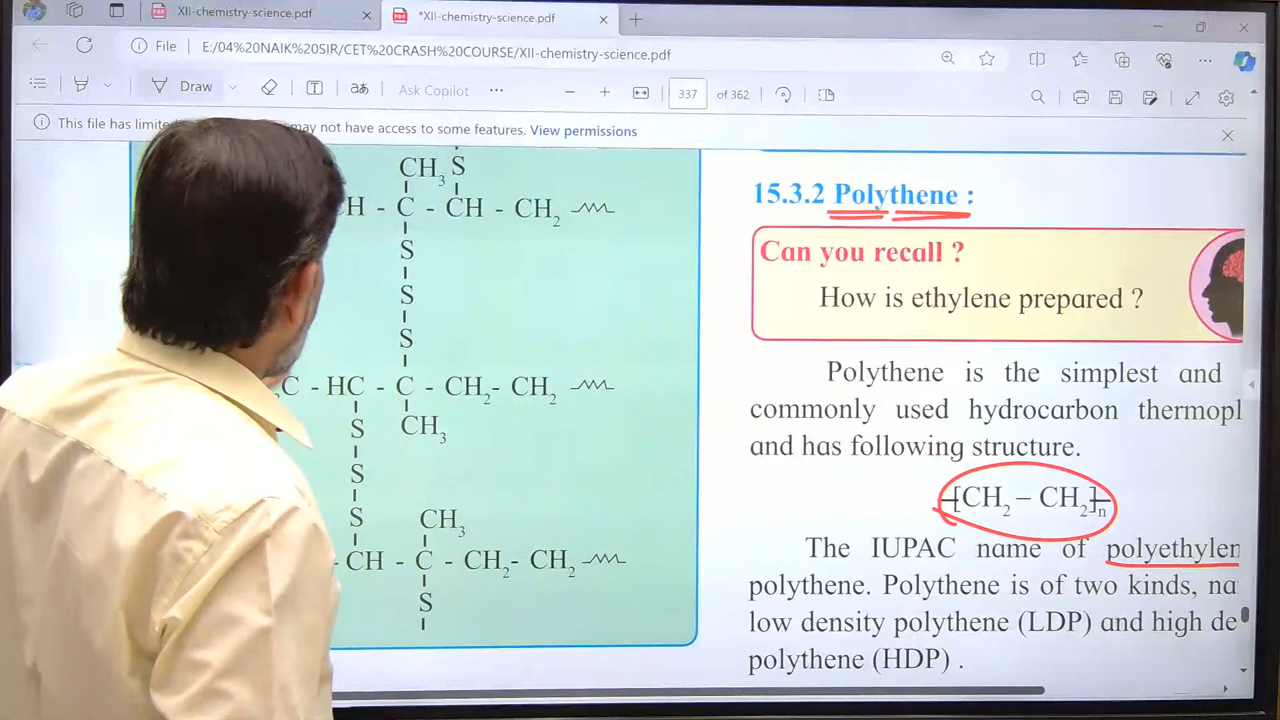 XII-chemistry-science.pdf
*XII-chemistry-science.pdf
File E:/04%20NAIK%20SIR/CET%20CRASH%20COURSE/XII-chemistry-science.pdf
Draw aあ Ask Copilot 337 of 362
This file has limite may not have access to some features. View permissions
CH3 S
H - C - CH - CH2
S
S
S
C - HC - C - CH2- CH2
S CH3
S
S CH3
- CH - C - CH2- CH2
S
15.3.2 Polythene :
Can you recall ?
How is ethylene prepared ?
Polythene is the simplest and
commonly used hydrocarbon thermopl
and has following structure.
-[CH2 – CH2]-n
The IUPAC name of polyethylen
polythene. Polythene is of two kinds, na
low density polythene (LDP) and high de
polythene (HDP) .